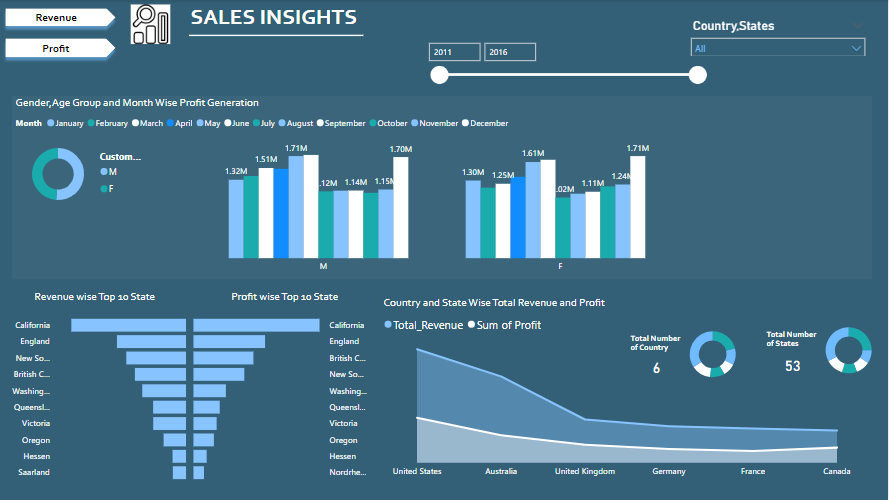 Revenue
Profit
SALES INSIGHTS
2011
2016
Country,States
All
Gender,Age Group and Month Wise Profit Generation
Month January February March April May June July August September October November December
Custom...
M
F
1.32M 1.51M 1.71M .12M 1.14M 1.15M 1.70M
M
1.30M 1.25M 1.61M .02M 1.11M 1.24M 1.71M
F
Revenue wise Top 10 State
California
England
New So...
British C...
Washing...
Queensl...
Victoria
Oregon
Hessen
Saarland
Profit wise Top 10 State
California
England
British C...
New So...
Washing...
Queensl...
Victoria
Oregon
Hessen
Nordrhe...
Country and State Wise Total Revenue and Profit
Total_Revenue Sum of Profit
Total Number
of Country
6
Total Number
of States
53
United States Australia United Kingdom Germany France Canada